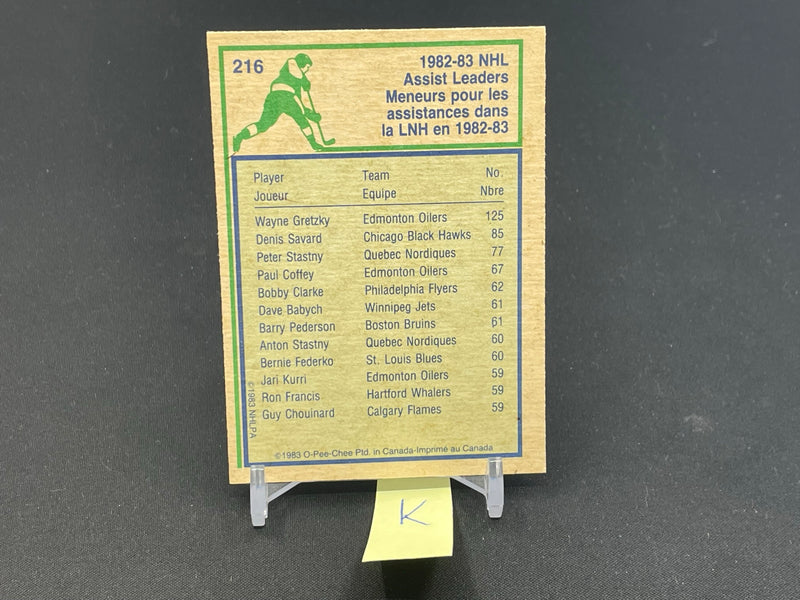 216
1982-83 NHL
Assist Leaders
Meneurs pour les
assistances dans
la LNH en 1982-83
Player Team No.
Joueur Equipe Nbre
Wayne Gretzky Edmonton Oilers 125
Denis Savard Chicago Black Hawks 85
Peter Stastny Quebec Nordiques 77
Paul Coffey Edmonton Oilers 67
Bobby Clarke Philadelphia Flyers 62
Dave Babych Winnipeg Jets 61
Barry Pederson Boston Bruins 61
Anton Stastny Quebec Nordiques 60
Bernie Federko St. Louis Blues 60
Jari Kurri Edmonton Oilers 59
Ron Francis Hartford Whalers 59
Guy Chouinard Calgary Flames 59
©1983 NHLPA
©1983 O-Pee-Chee Ptd. in Canada-Imprimé au Canada
K